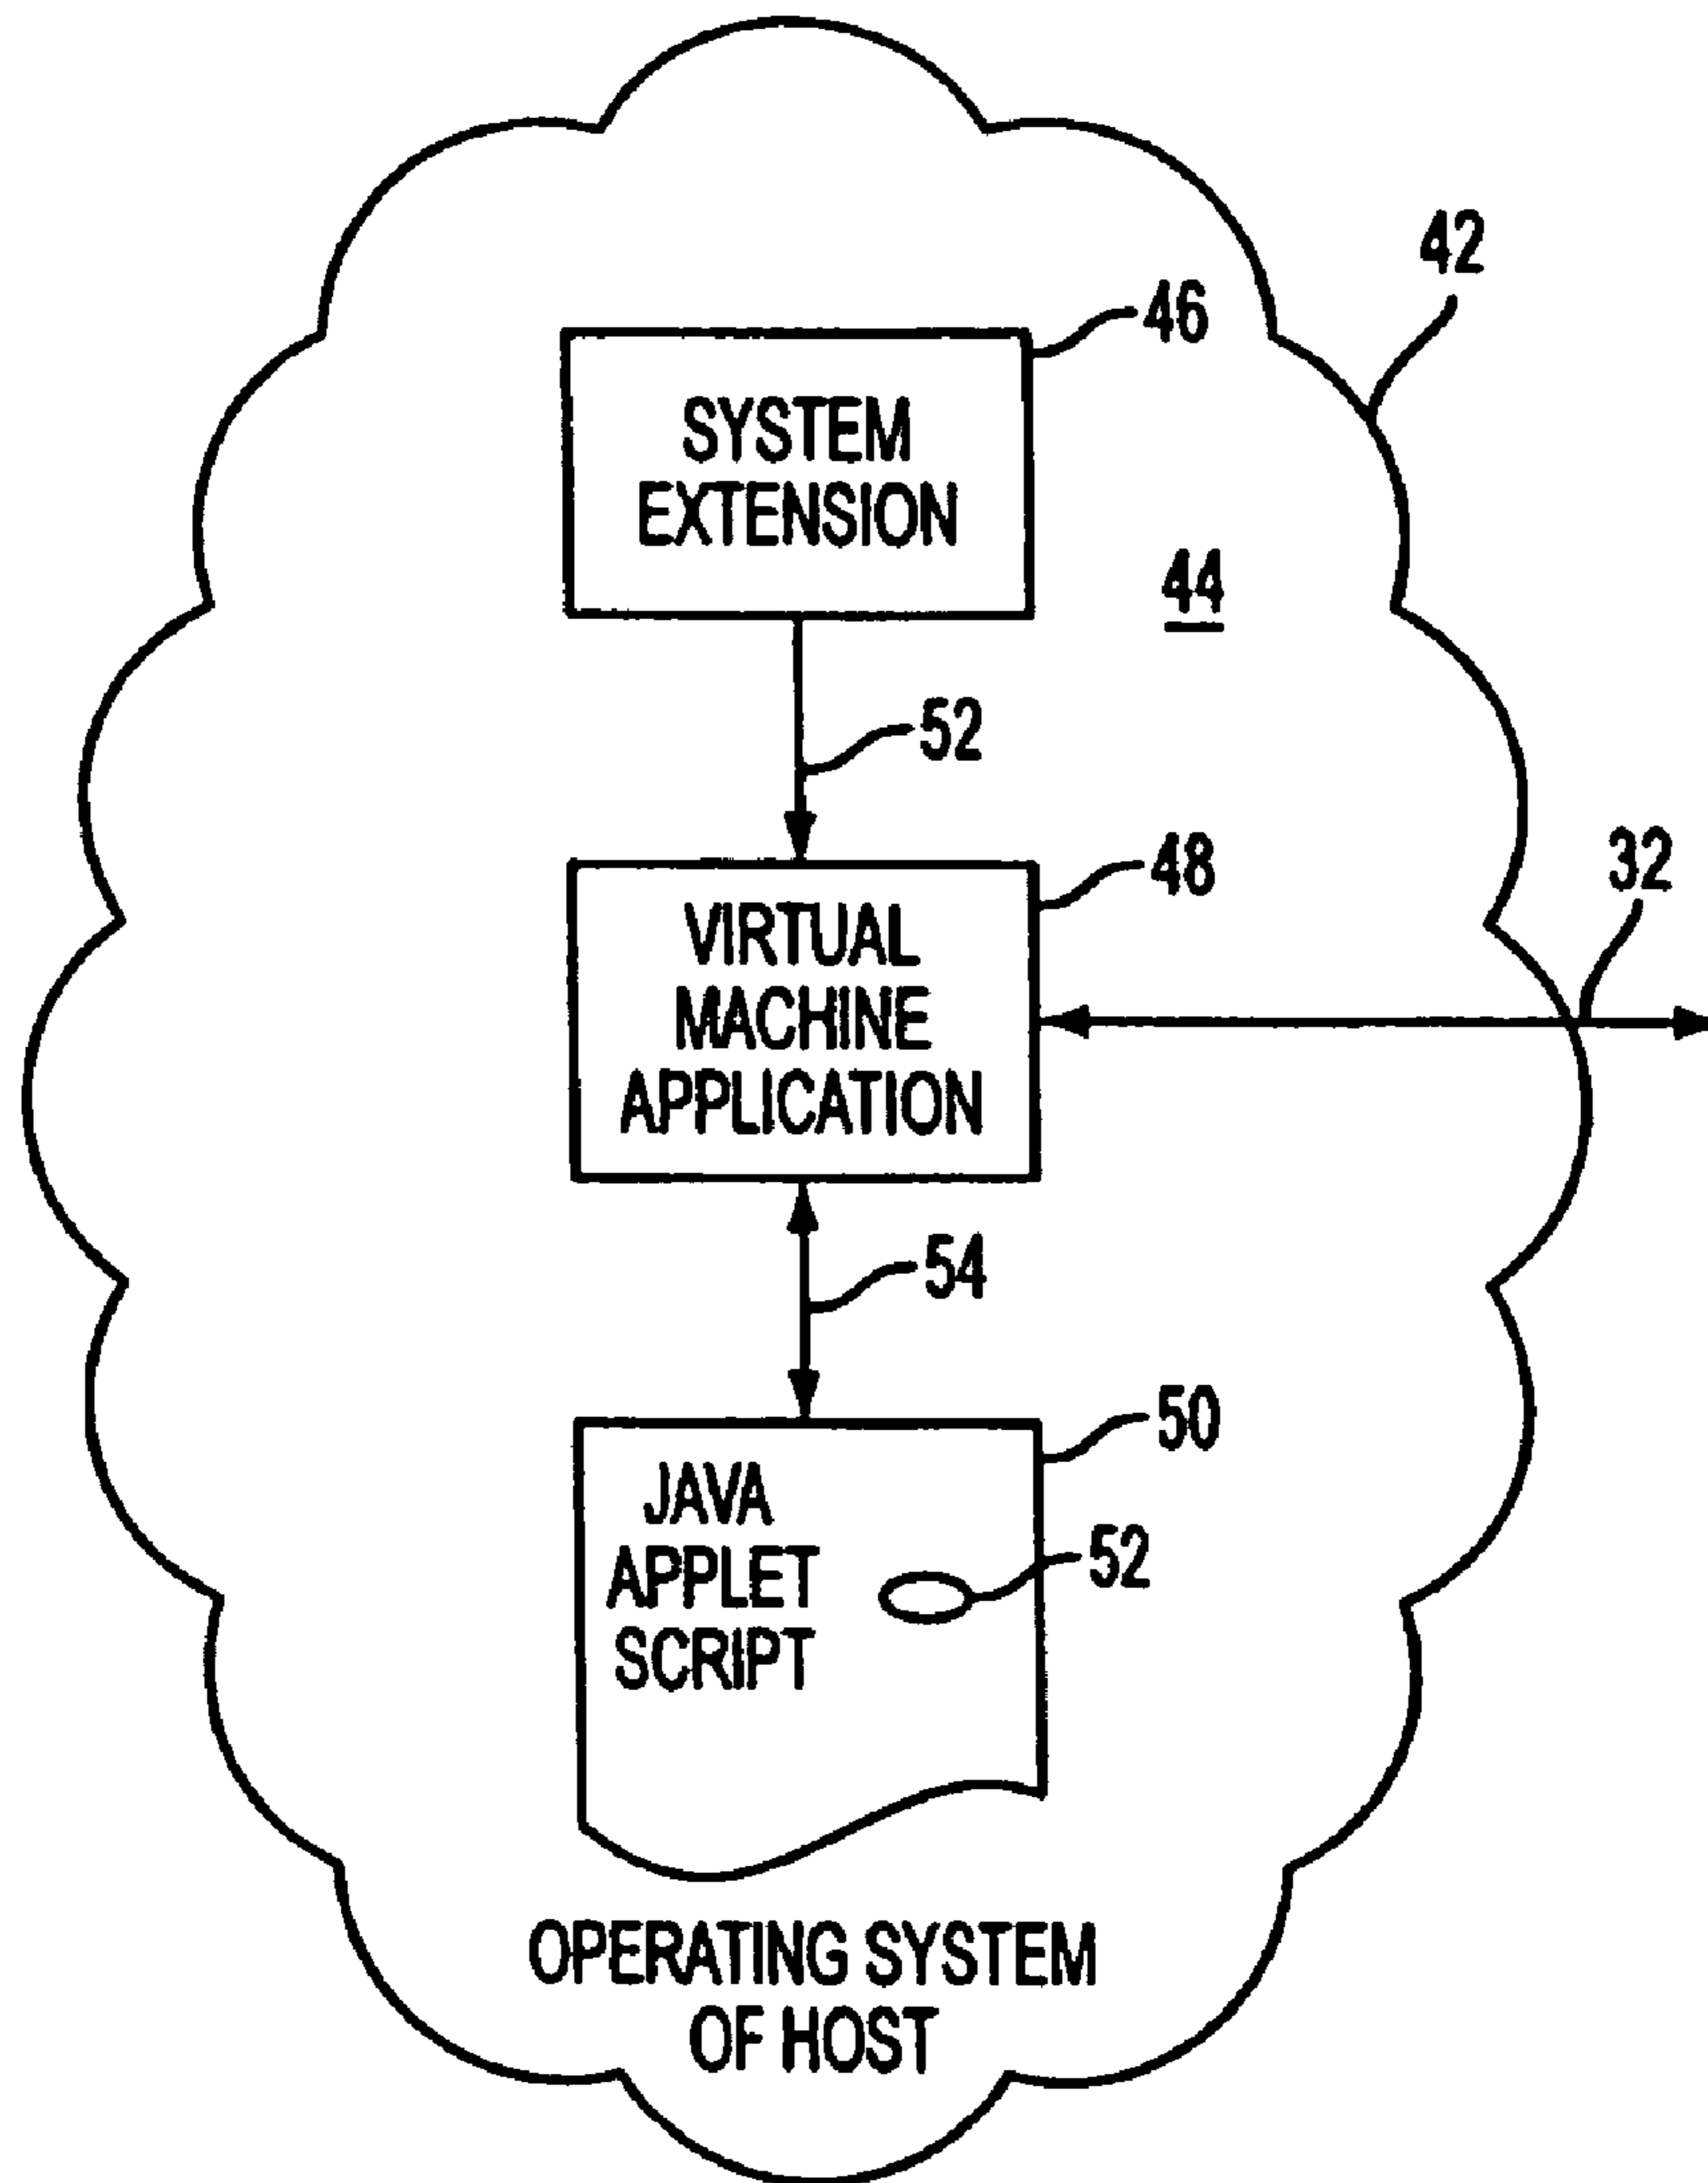 42
46
SYSTEM
EXTENSION
44
52
48
32
VIRTUAL
MACHINE
APPLICATION
54
50
JAVA
APPLET
52
SCRIPT
OPERATING SYSTEM
OF HOST